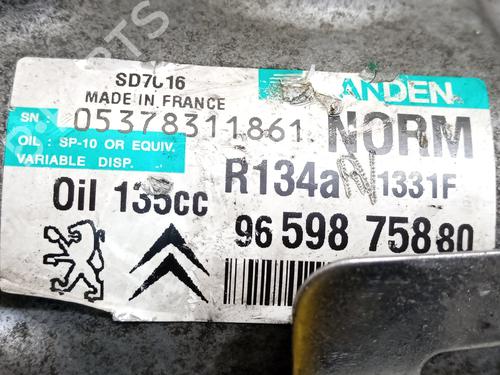 SD7C16
MADE IN FRANCE
ANDEN
SN : 05378311861
OIL : SP-10 OR EQUIV.
VARIABLE DISP.
NORM
R134a
1331F
Oil 135cc
96 598 758 80